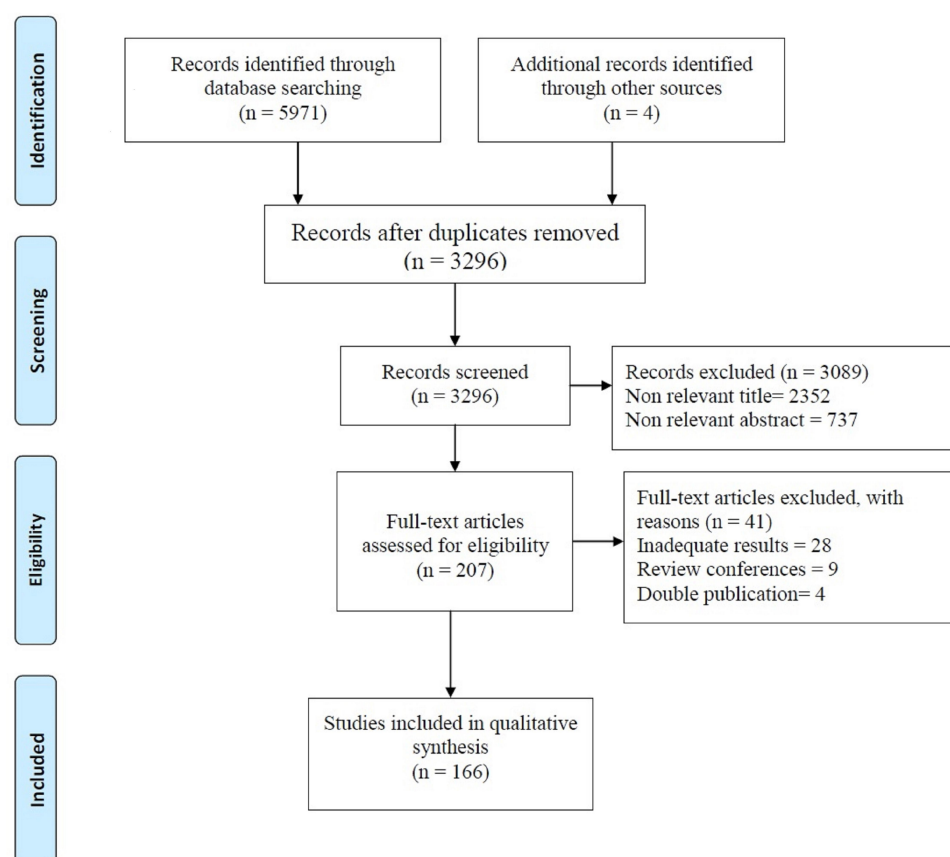 Identification
Records identified through
database searching
(n = 5971)
Additional records identified
through other sources
(n = 4)
Records after duplicates removed
(n = 3296)
Screening
Records screened
(n = 3296)
Records excluded (n = 3089)
Non relevant title= 2352
Non relevant abstract = 737
Eligibility
Full-text articles
assessed for eligibility
(n = 207)
Full-text articles excluded, with
reasons (n = 41)
Inadequate results = 28
Review conferences = 9
Double publication= 4
Included
Studies included in qualitative
synthesis
(n = 166)